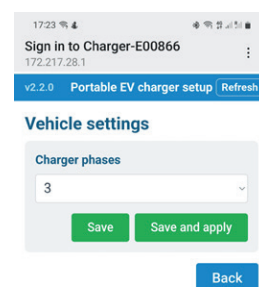 17:23
Sign in to Charger-E00866
172.217.28.1
v2.2.0 Portable EV charger setup Refresh
Vehicle settings
Charger phases
3
Save Save and apply
Back